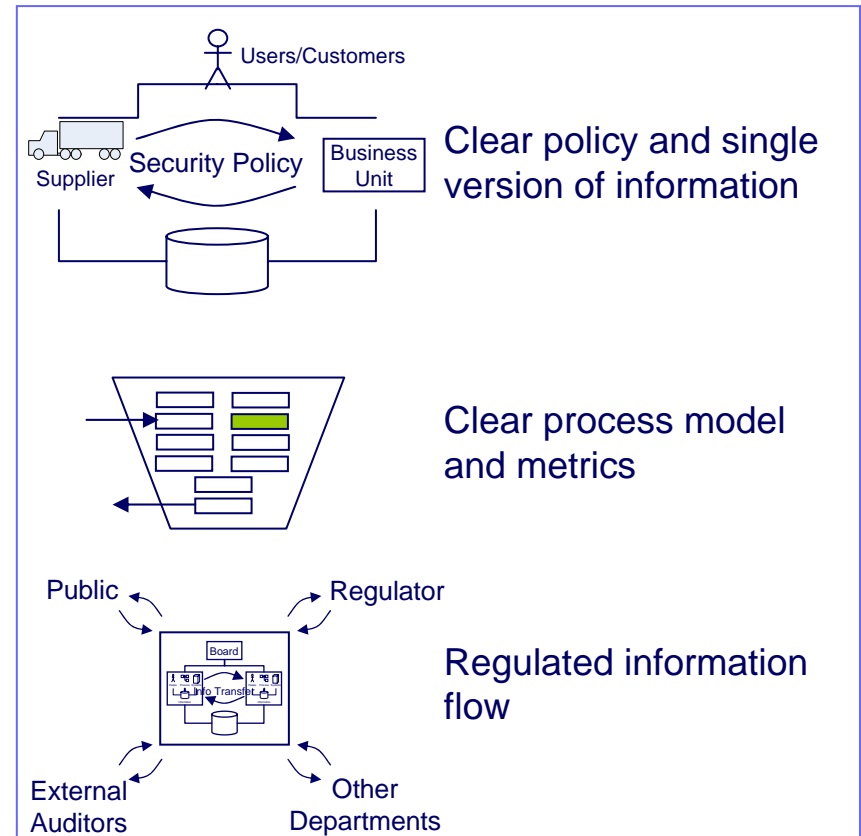 Users/Customers
Supplier
Security Policy
Business
Unit
Clear policy and single
version of information
Clear process model
and metrics
Public
Regulator
Board
Info Transfer
Regulated information
flow
External
Auditors
Other
Departments